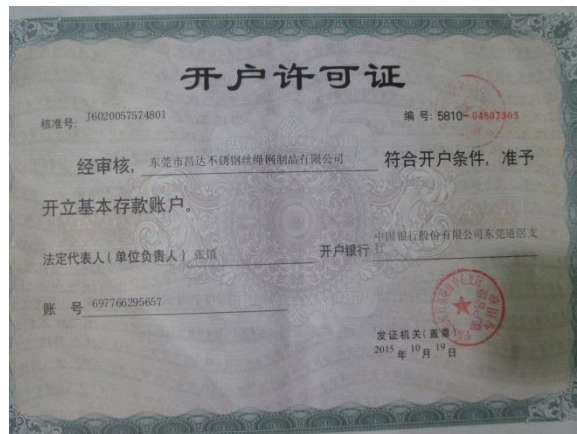 开户许可证
核准号: J6020057574801
编 号: 5810-04807305
经审核, 东莞市昌达不锈钢丝绳网制品有限公司 符合开户条件, 准予
开立基本存款账户。
法定代表人(单位负责人) 张镇
开户银行 中国银行股份有限公司东莞道滘支行
账 号 697766295657
发证机关(盖章)
2015 年 10 月 19 日